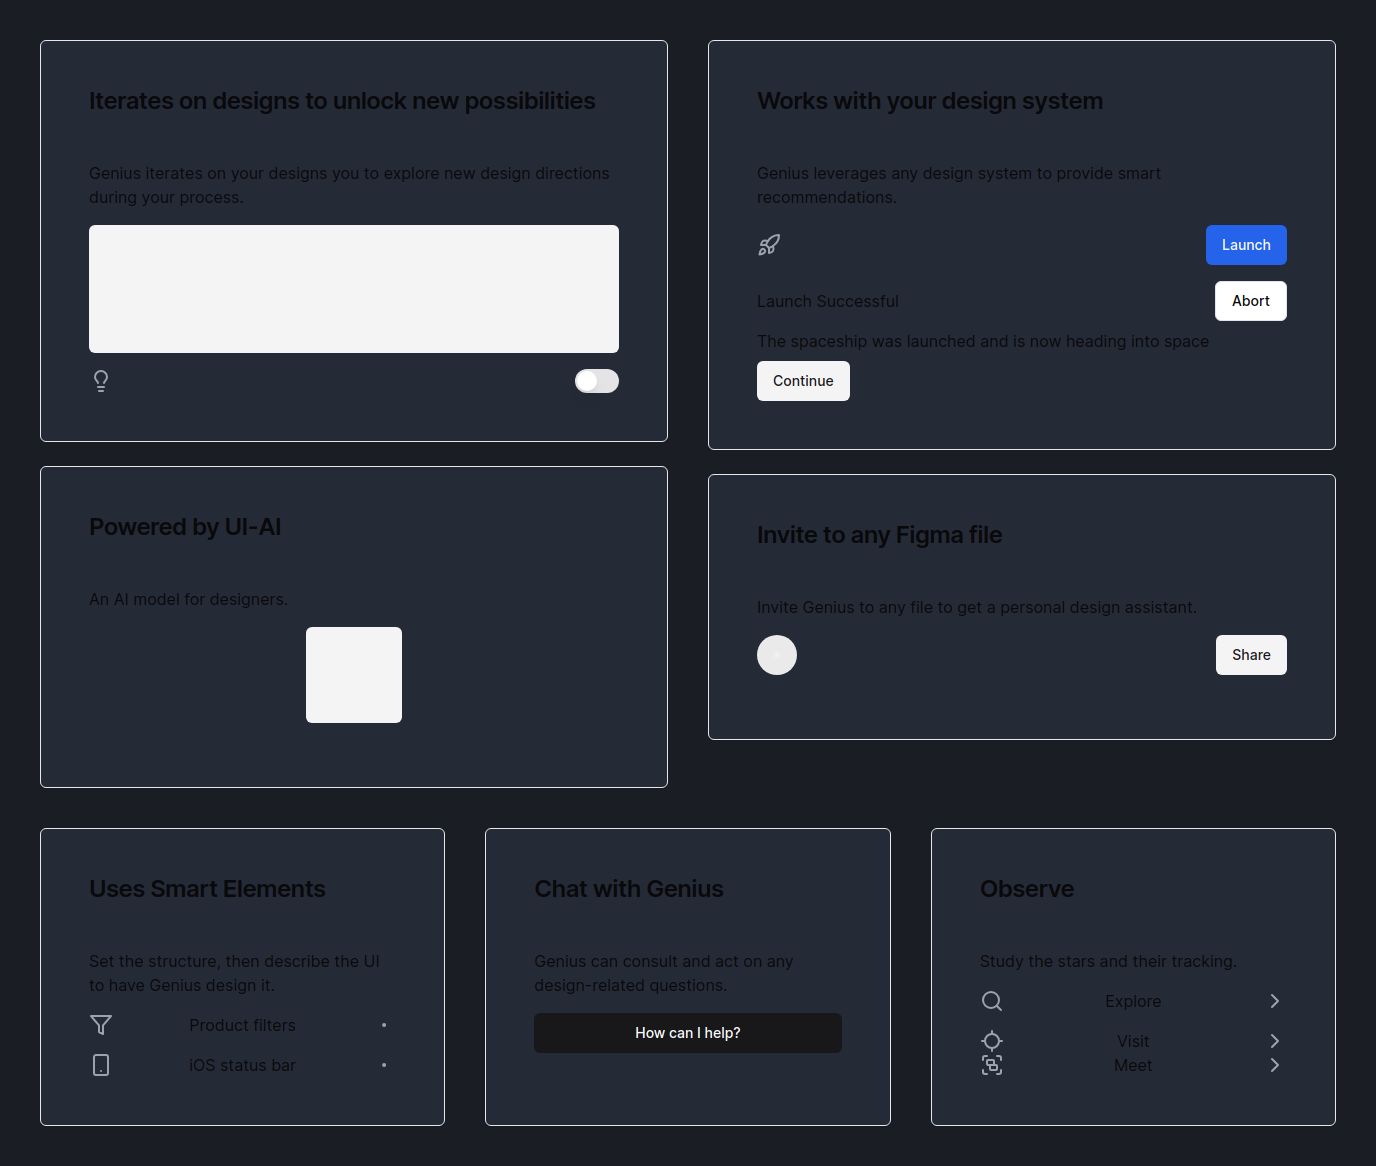 Iterates on designs to unlock new possibilities
Genius iterates on your designs you to explore new design directions
during your process.
Works with your design system
Genius leverages any design system to provide smart
recommendations.
Launch
Launch Successful
Abort
The spaceship was launched and is now heading into space
Continue
Powered by UI-AI
An AI model for designers.
Invite to any Figma file
Invite Genius to any file to get a personal design assistant.
Share
Uses Smart Elements
Set the structure, then describe the UI
to have Genius design it.
Product filters
iOS status bar
Chat with Genius
Genius can consult and act on any
design-related questions.
How can I help?
Observe
Study the stars and their tracking.
Explore
Visit
Meet